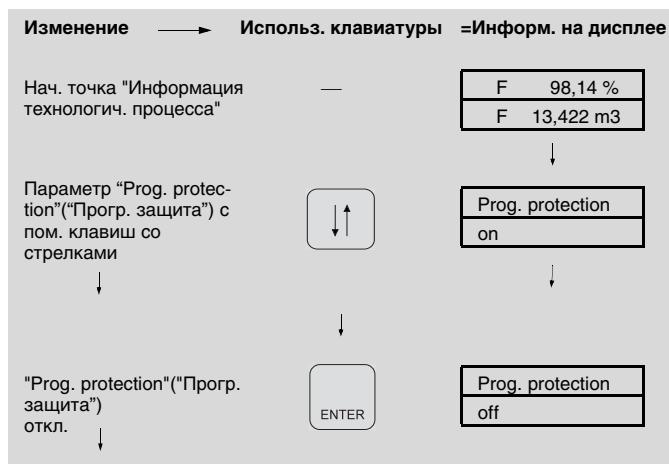 Изменение Использ. клавиатуры =Информ. на дисплее
Нач. точка "Информация
технологич. процесса"
—
F 98,14 %
F 13,422 m3
Параметр “Prog. protec-
tion”(“Прогр. защита”) с
пом. клавиш со
стрелками
Prog. protection
on
"Prog. protection"("Прогр.
защита”)
откл.
ENTER
Prog. protection
off